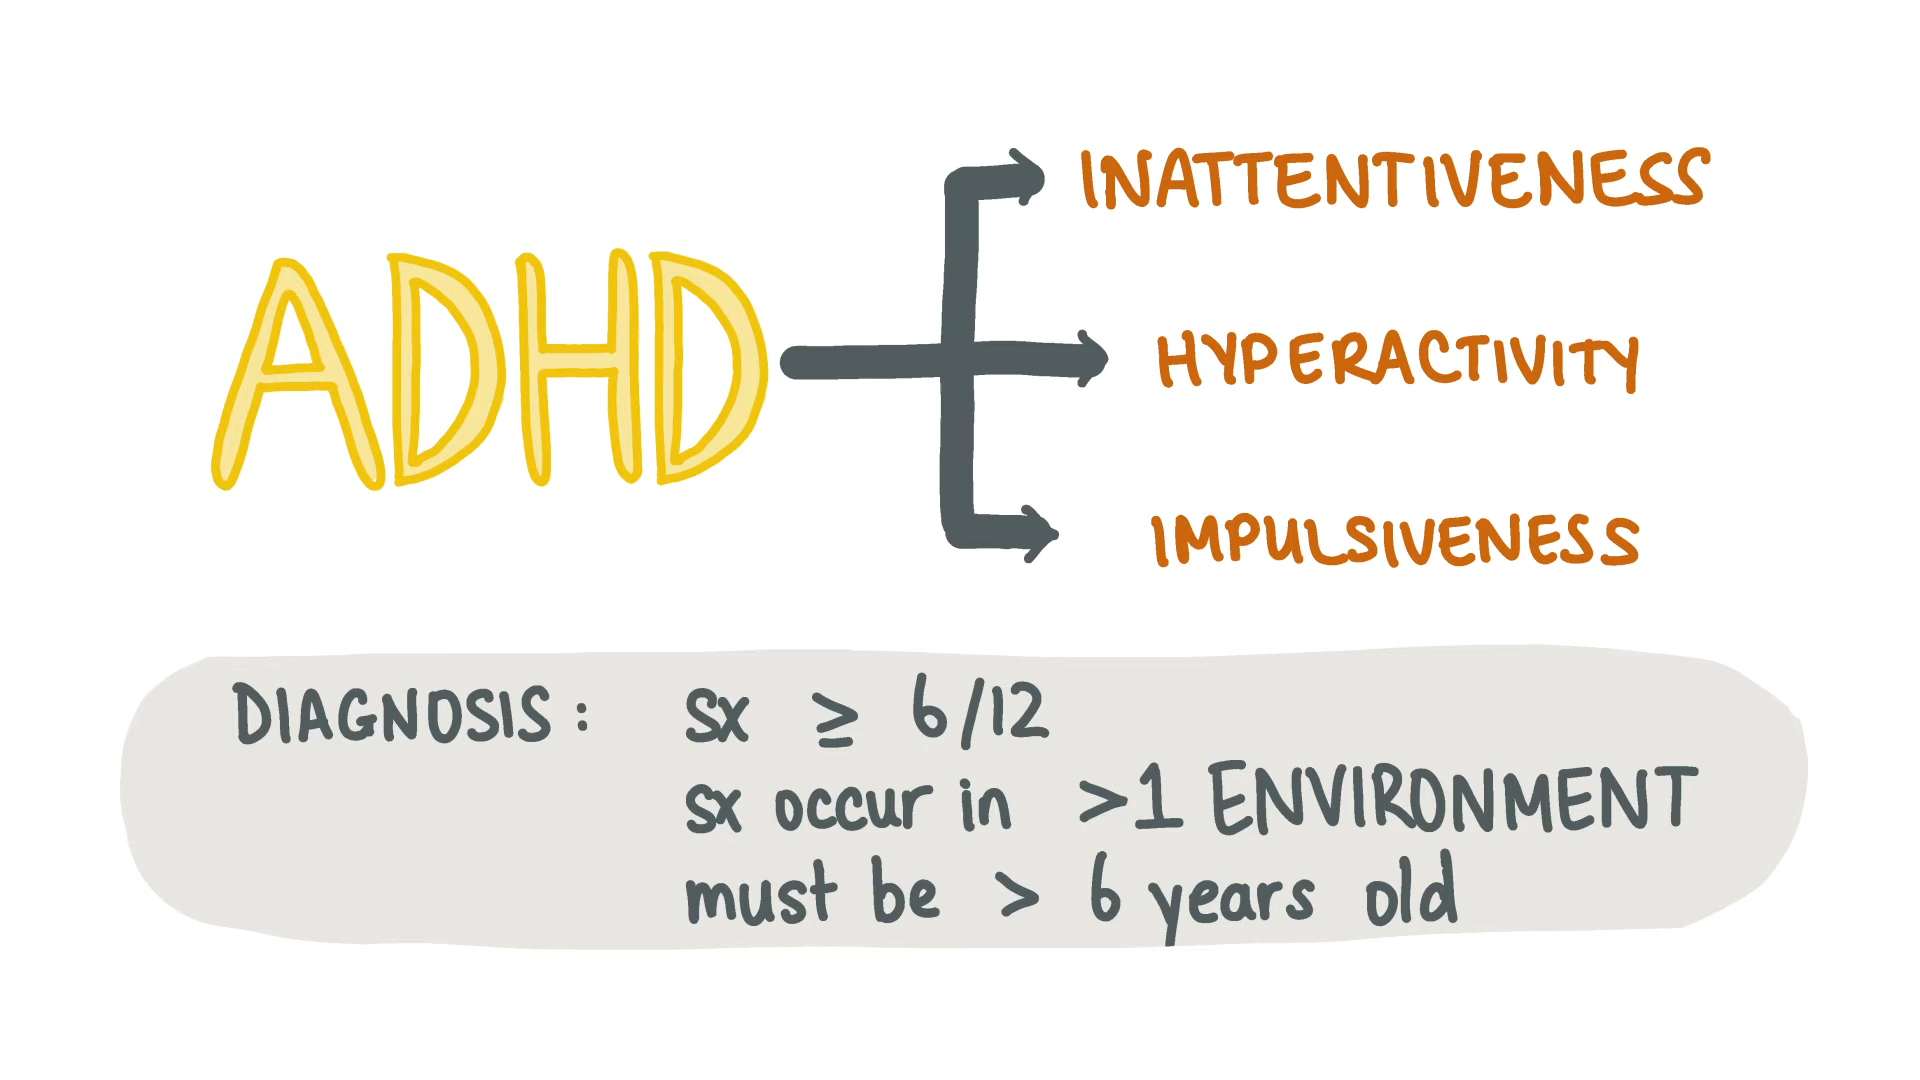 ADHD
INATTENTIVENESS
HYPERACTIVITY
IMPULSIVENESS
DIAGNOSIS: sx ≥ 6/12
sx occur in >1 ENVIRONMENT
must be > 6 years old